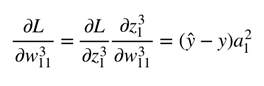 ∂L/∂w³₁₁ = ∂L/∂z³₁ ∂z³₁/∂w³₁₁ = (ŷ − y)a²₁